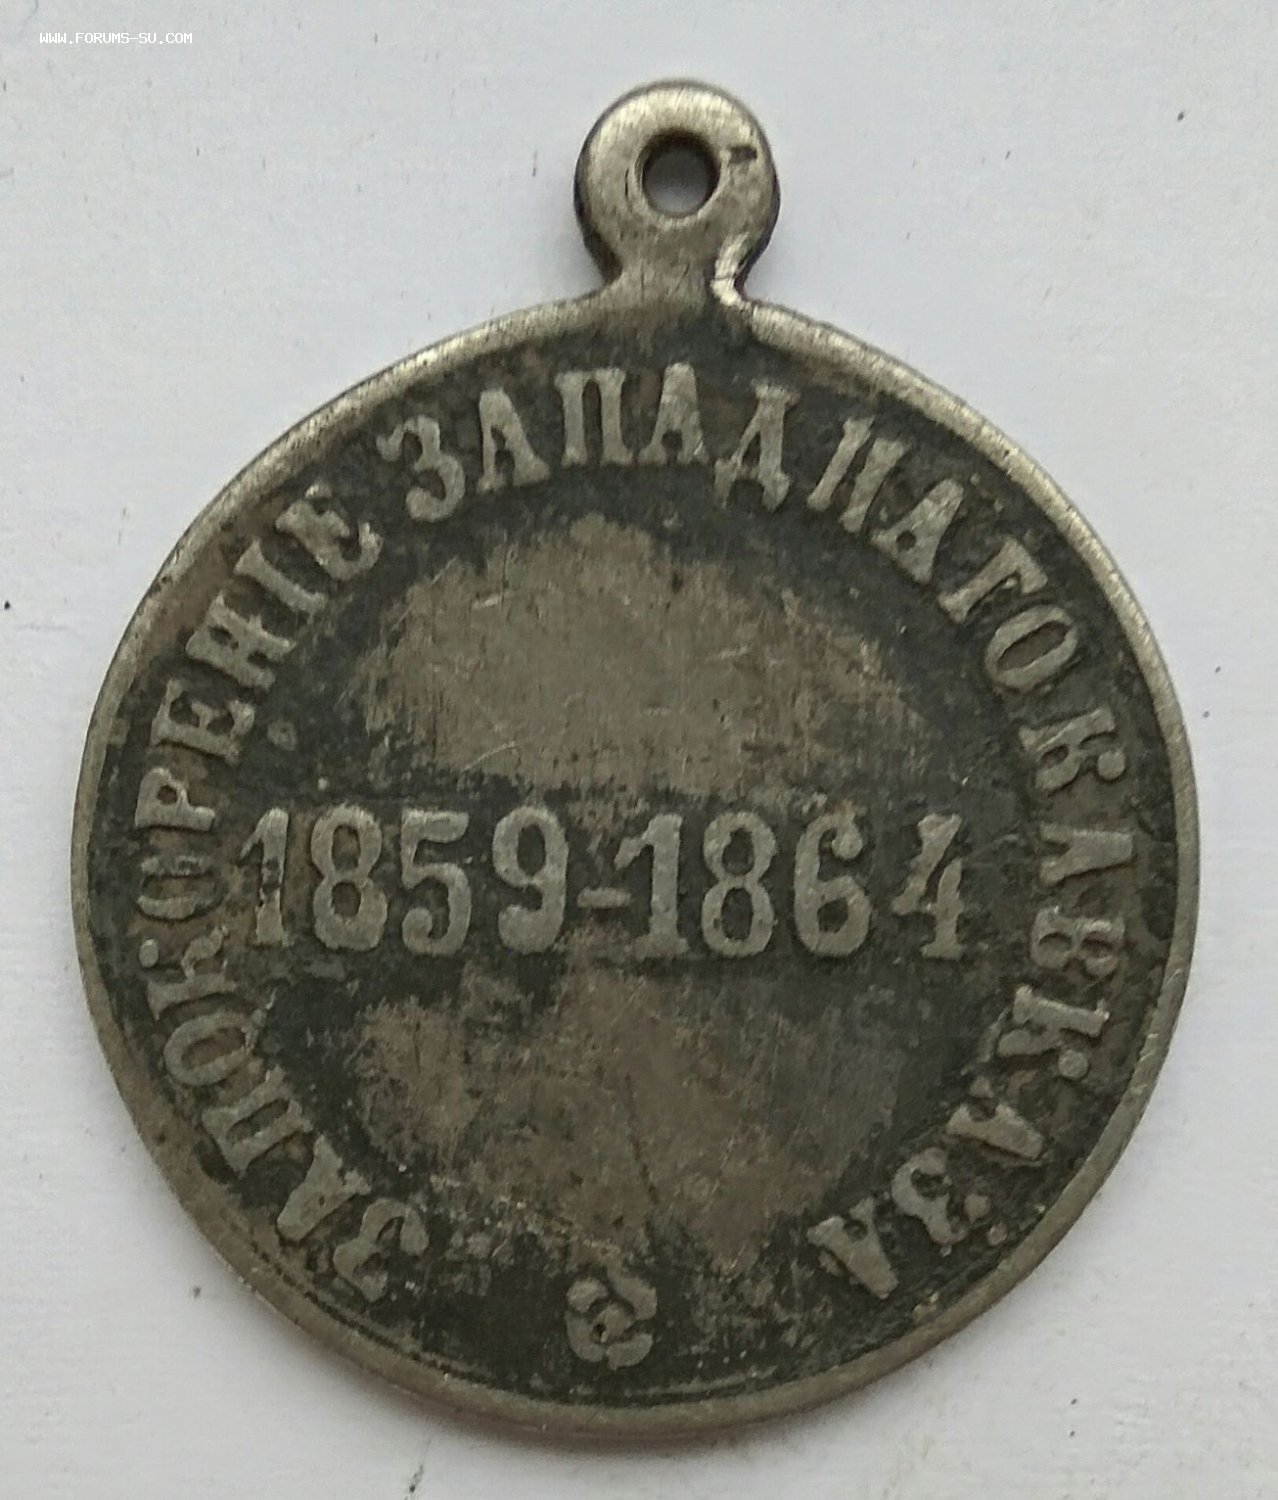 WWW.FORUMS-SU.COM
ЗА ПОКОРЕНІЕ ЗАПАДНАГО КАВКАЗА
1859-1864